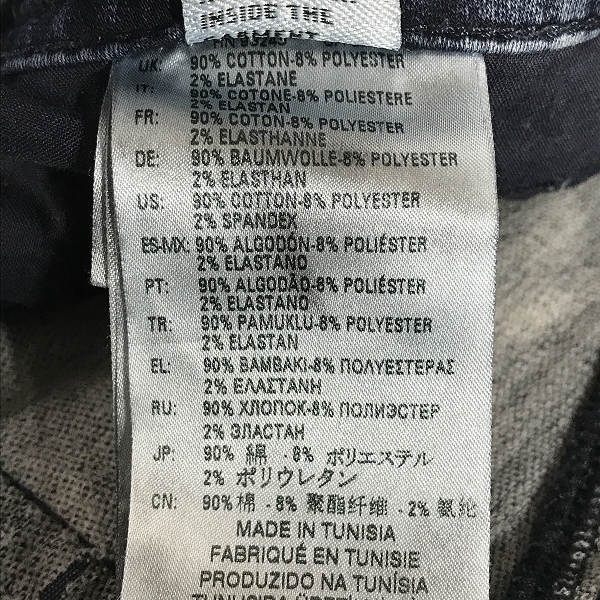 INSIDE THE
GARMENT
RN 93243
UK: 90% COTTON-8% POLYESTER
2% ELASTANE
IT: 90% COTONE-8% POLIESTERE
2% ELASTAN
FR: 90% COTON-8% POLYESTER
2% ELASTHANNE
DE: 90% BAUMWOLLE-8% POLYESTER
2% ELASTHAN
US: 90% COTTON-8% POLYESTER
2% SPANDEX
ES-MX: 90% ALGODÓN-8% POLIÉSTER
2% ELASTANO
PT: 90% ALGODÃO-8% POLIÉSTER
2% ELASTANO
TR: 90% PAMUKLU-8% POLYESTER
2% ELASTAN
EL: 90% ΒΑΜΒΑΚΙ-8% ΠΟΛΥΕΣΤΕΡΑΣ
2% ΕΛΑΣΤΑΝΗ
RU: 90% ХЛОПОК-8% ПОЛИЭСТЕР
2% ЭЛАСТАН
JP: 90% 綿 -8% ポリエステル
2% ポリウレタン
CN: 90% 棉 -8% 聚酯纤维 -2% 氨纶
MADE IN TUNISIA
FABRIQUÉ EN TUNISIE
PRODUZIDO NA TUNÍSIA